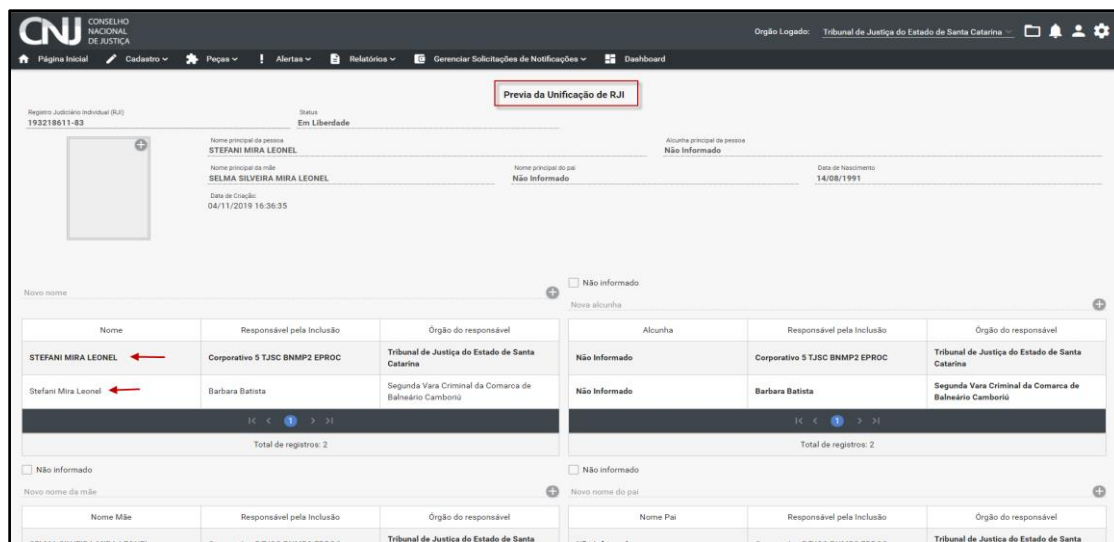 CNJ CONSELHO NACIONAL DE JUSTIÇA
Orgão Logado: Tribunal de Justiça do Estado de Santa Catarina
Página Inicial Cadastro Peças Alertas Relatórios Gerenciar Solicitações de Notificações Dashboard
Previa da Unificação de RJI
Registro Judiciário Individual (RJI) Status
193218611-83 Em Liberdade
Nome principal da pessoa Alcunha principal da pessoa
STEFANI MIRA LEONEL Não Informado
Nome principal da mãe Nome principal do pai Data de Nascimento
SELMA SILVEIRA MIRA LEONEL Não Informado 14/08/1991
Data de Criação:
04/11/2019 16:36:35
Não informado
Novo nome Nova alcunha
Nome Responsável pela Inclusão Órgão do responsável
STEFANI MIRA LEONEL Corporativo 5 TJSC BNMP2 EPROC Tribunal de Justiça do Estado de Santa Catarina
Stefani Mira Leonel Barbara Batista Segunda Vara Criminal da Comarca de Balneário Camboriú
1
Total de registros: 2
Alcunha Responsável pela Inclusão Órgão do responsável
Não Informado Corporativo 5 TJSC BNMP2 EPROC Tribunal de Justiça do Estado de Santa Catarina
Não Informado Barbara Batista Segunda Vara Criminal da Comarca de Balneário Camboriú
1
Total de registros: 2
Não informado Não informado
Novo nome da mãe Novo nome do pai
Nome Mãe Responsável pela Inclusão Órgão do responsável
Tribunal de Justiça do Estado de Santa
Nome Pai Responsável pela Inclusão Órgão do responsável
Tribunal de Justiça do Estado de Santa